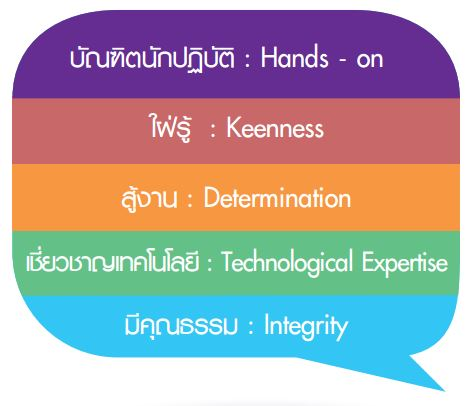 บัณฑิตนักปฏิบัติ : Hands - on
ใฝ่รู้ : Keenness
สู้งาน : Determination
เชี่ยวชาญเทคโนโลยี : Technological Expertise
มีคุณธรรม : Integrity